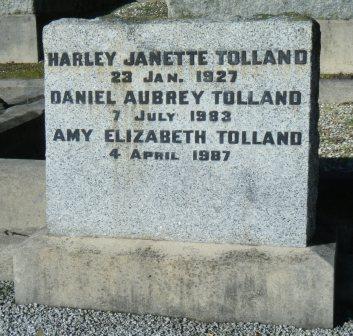 HARLEY JANETTE TOLLAND
23 JAN. 1927
DANIEL AUBREY TOLLAND
7 JULY 1983
AMY ELIZABETH TOLLAND
4 APRIL 1987